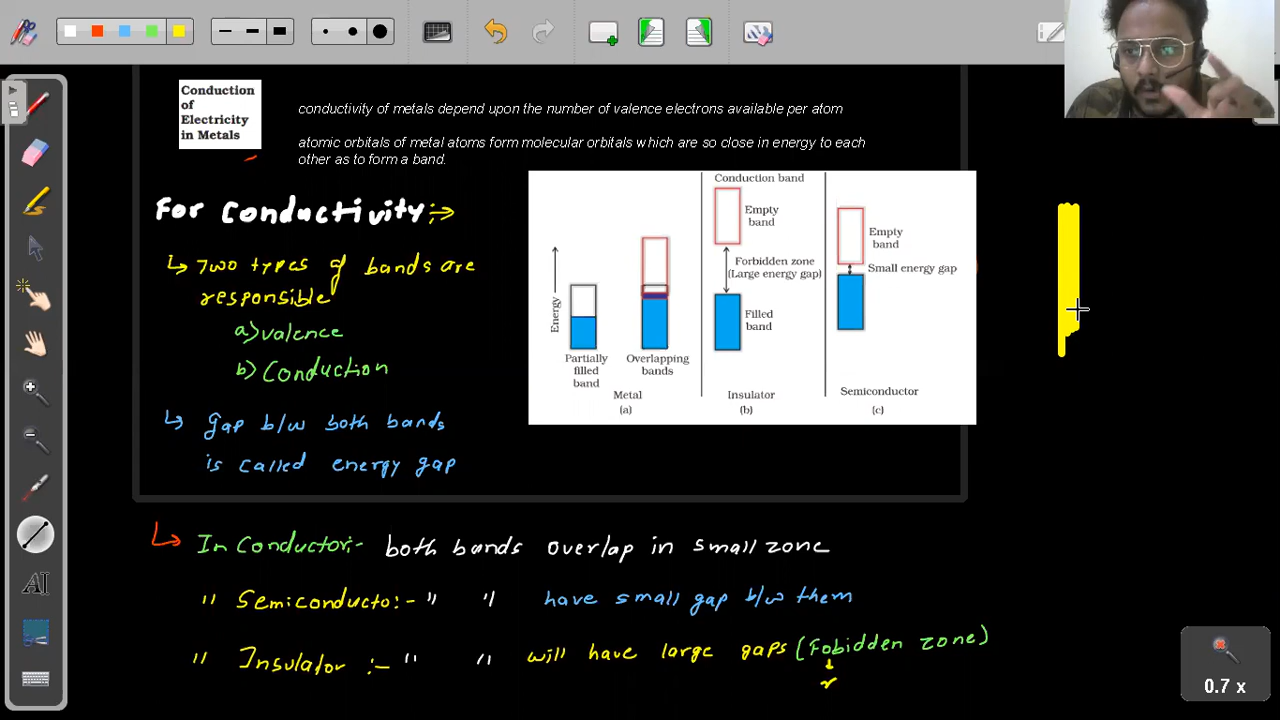 Conduction
of
Electricity
in Metals
conductivity of metals depend upon the number of valence electrons available per atom
atomic orbitals of metal atoms form molecular orbitals which are so close in energy to each
other as to form a band.
For Conductivity :->
Two types of bands are
responsible
a) valence
b) Conduction
Gap b/w both bands
is called energy gap
Conduction band
Empty
band
Forbidden zone
(Large energy gap)
Filled
band
Empty
band
Small energy gap
Energy
Partially
filled
band
Overlapping
bands
Metal
(a)
Insulator
(b)
Semiconductor
(c)
In Conductor:- both bands overlap in small zone
" Semiconducto:- " " have small gap b/w them
" Insulator :- " " will have large gaps (Fobidden zone)
r
AI
0.7 x